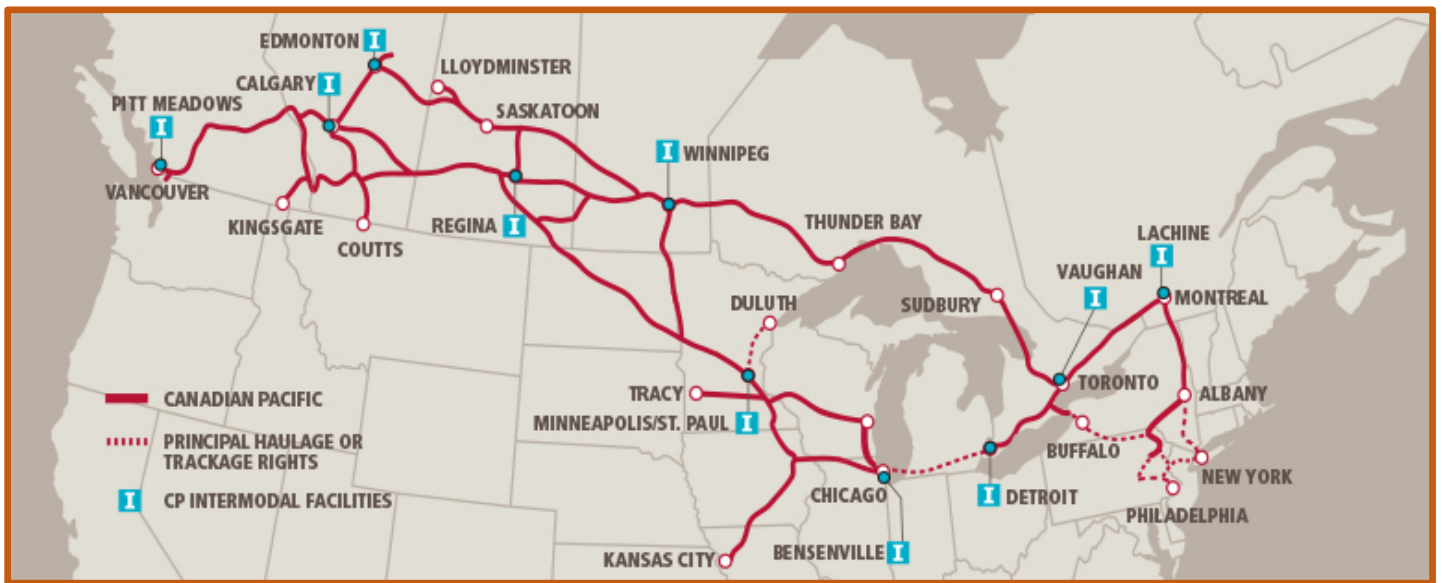 EDMONTON I
LLOYDMINSTER
CALGARY I
PITT MEADOWS
I
SASKATOON
I WINNIPEG
VANCOUVER
KINGSGATE
REGINA I
COUTTS
THUNDER BAY
LACHINE
I
VAUGHAN
I
DULUTH
SUDBURY
MONTREAL
TRACY
TORONTO
ALBANY
CANADIAN PACIFIC
MINNEAPOLIS/ST. PAUL I
PRINCIPAL HAULAGE OR
TRACKAGE RIGHTS
BUFFALO
NEW YORK
I CP INTERMODAL FACILITIES
CHICAGO
I DETROIT
PHILADELPHIA
KANSAS CITY
BENSENVILLE I